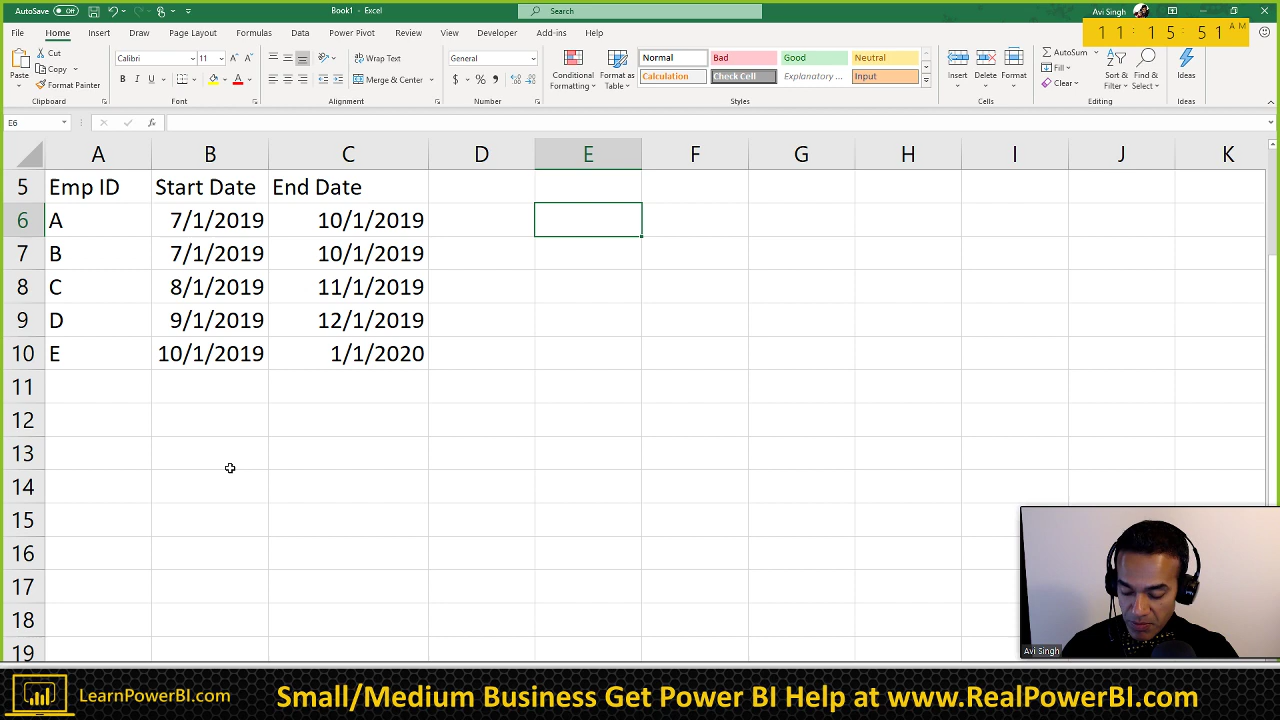 AutoSave Off Book1 - Excel Search Avi Singh
11:15:51 AM
File Home Insert Draw Page Layout Formulas Data Power Pivot Review View Developer Add-ins Help
Paste Cut Copy Format Painter
Calibri 11
B I U
Wrap Text
Merge & Center
General
$ % ,
Conditional Formatting Format as Table
Normal Bad Good Neutral
Calculation Check Cell Explanatory ... Input
Insert Delete Format
AutoSum Fill Clear
Sort & Filter Find & Select Ideas
Clipboard Font Alignment Number Styles Cells Editing Ideas
E6 fx
A B C D E F G H I J K
5 Emp ID Start Date End Date
6 A 7/1/2019 10/1/2019
7 B 7/1/2019 10/1/2019
8 C 8/1/2019 11/1/2019
9 D 9/1/2019 12/1/2019
10 E 10/1/2019 1/1/2020
11
12
13
14
15
16
17
18
19
Avi Singh
LearnPowerBI.com Small/Medium Business Get Power BI Help at www.RealPowerBI.com